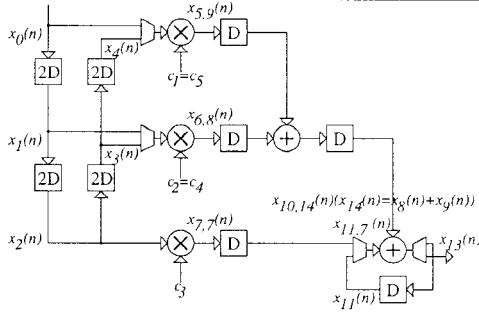 x5,9(n)
x0(n)
D
x4(n)
2D
2D
c1=c5
x6,8(n)
x1(n)
D
D
x3(n)
2D
2D
c2=c4
x10,14(n)(x14(n)=x8(n)+x9(n))
x7,7(n)
x11,7(n)
x13(n)
x2(n)
D
c3
D
x11(n)